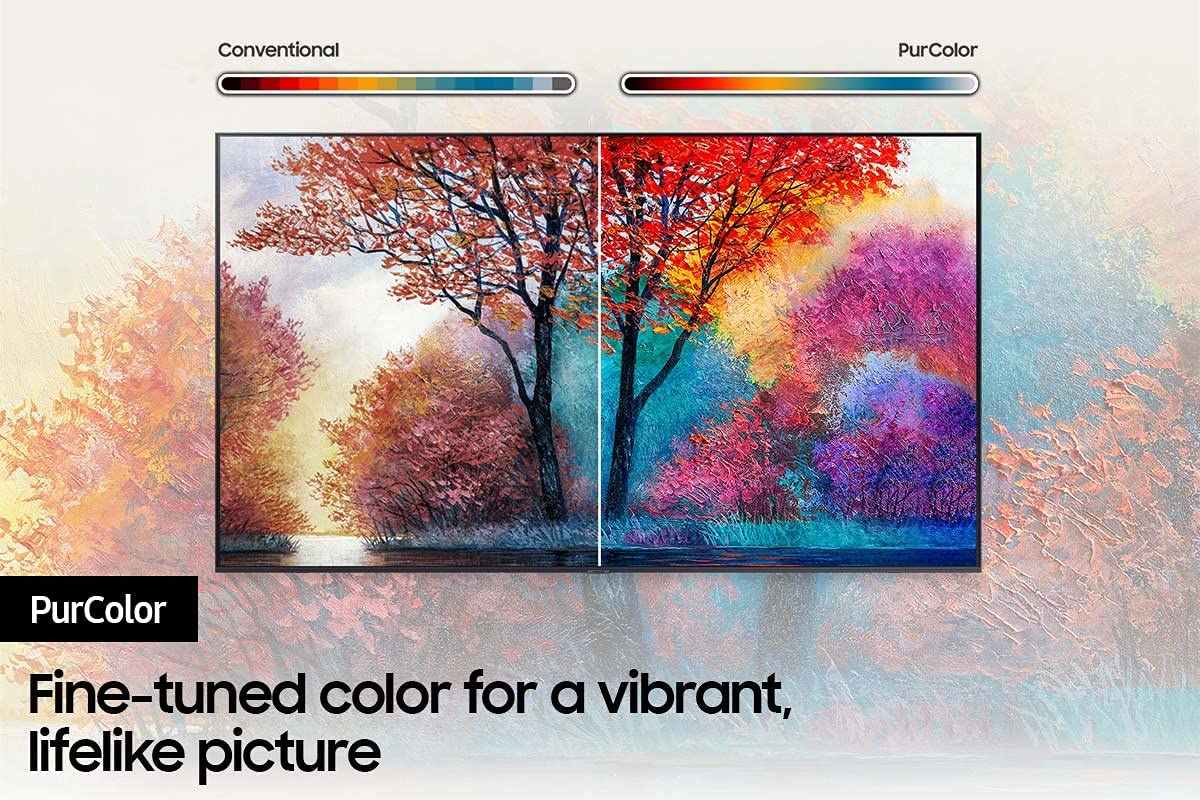 Conventional
PurColor
PurColor
Fine-tuned color for a vibrant,
lifelike picture